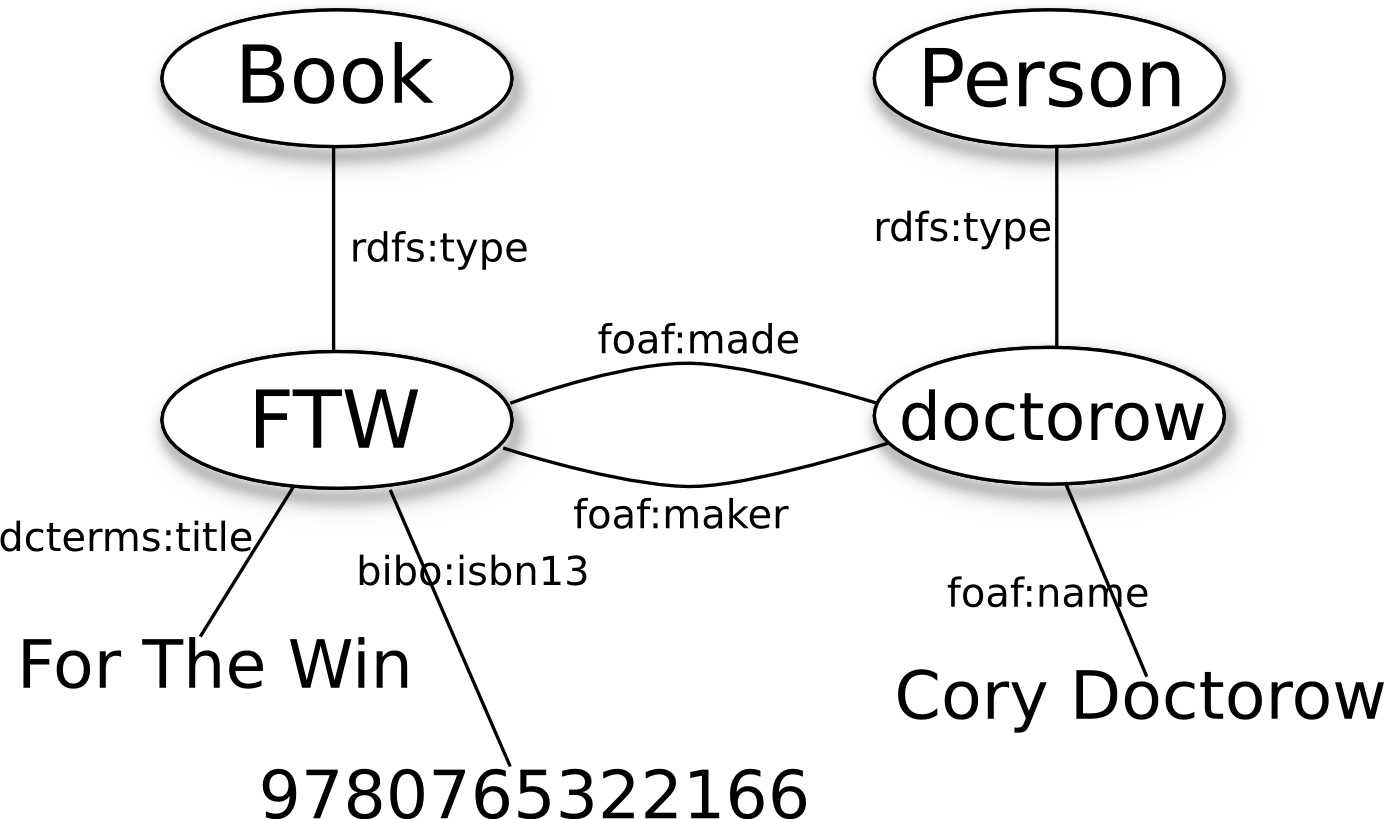 Book
Person
rdfs:type
rdfs:type
foaf:made
FTW
doctorow
foaf:maker
dcterms:title
bibo:isbn13
foaf:name
For The Win
Cory Doctorow
9780765322166